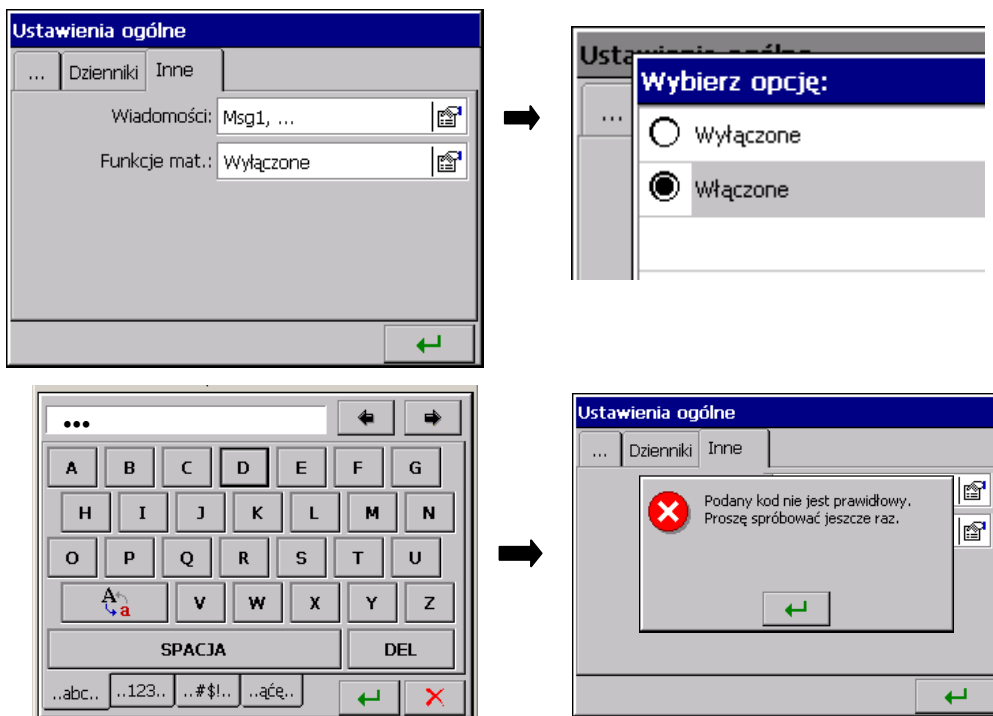 Ustawienia ogólne
... Dzienniki Inne
Wiadomości: Msg1, ...
Funkcje mat.: Wyłączone
Wybierz opcję:
...
Wyłączone
Włączone
•••
A B C D E F G
H I J K L M N
O P Q R S T U
A a V W X Y Z
SPACJA DEL
..abc.. ..123.. ..#$!.. ..ąćę..
Ustawienia ogólne
... Dzienniki Inne
Podany kod nie jest prawidłowy.
Proszę spróbować jeszcze raz.